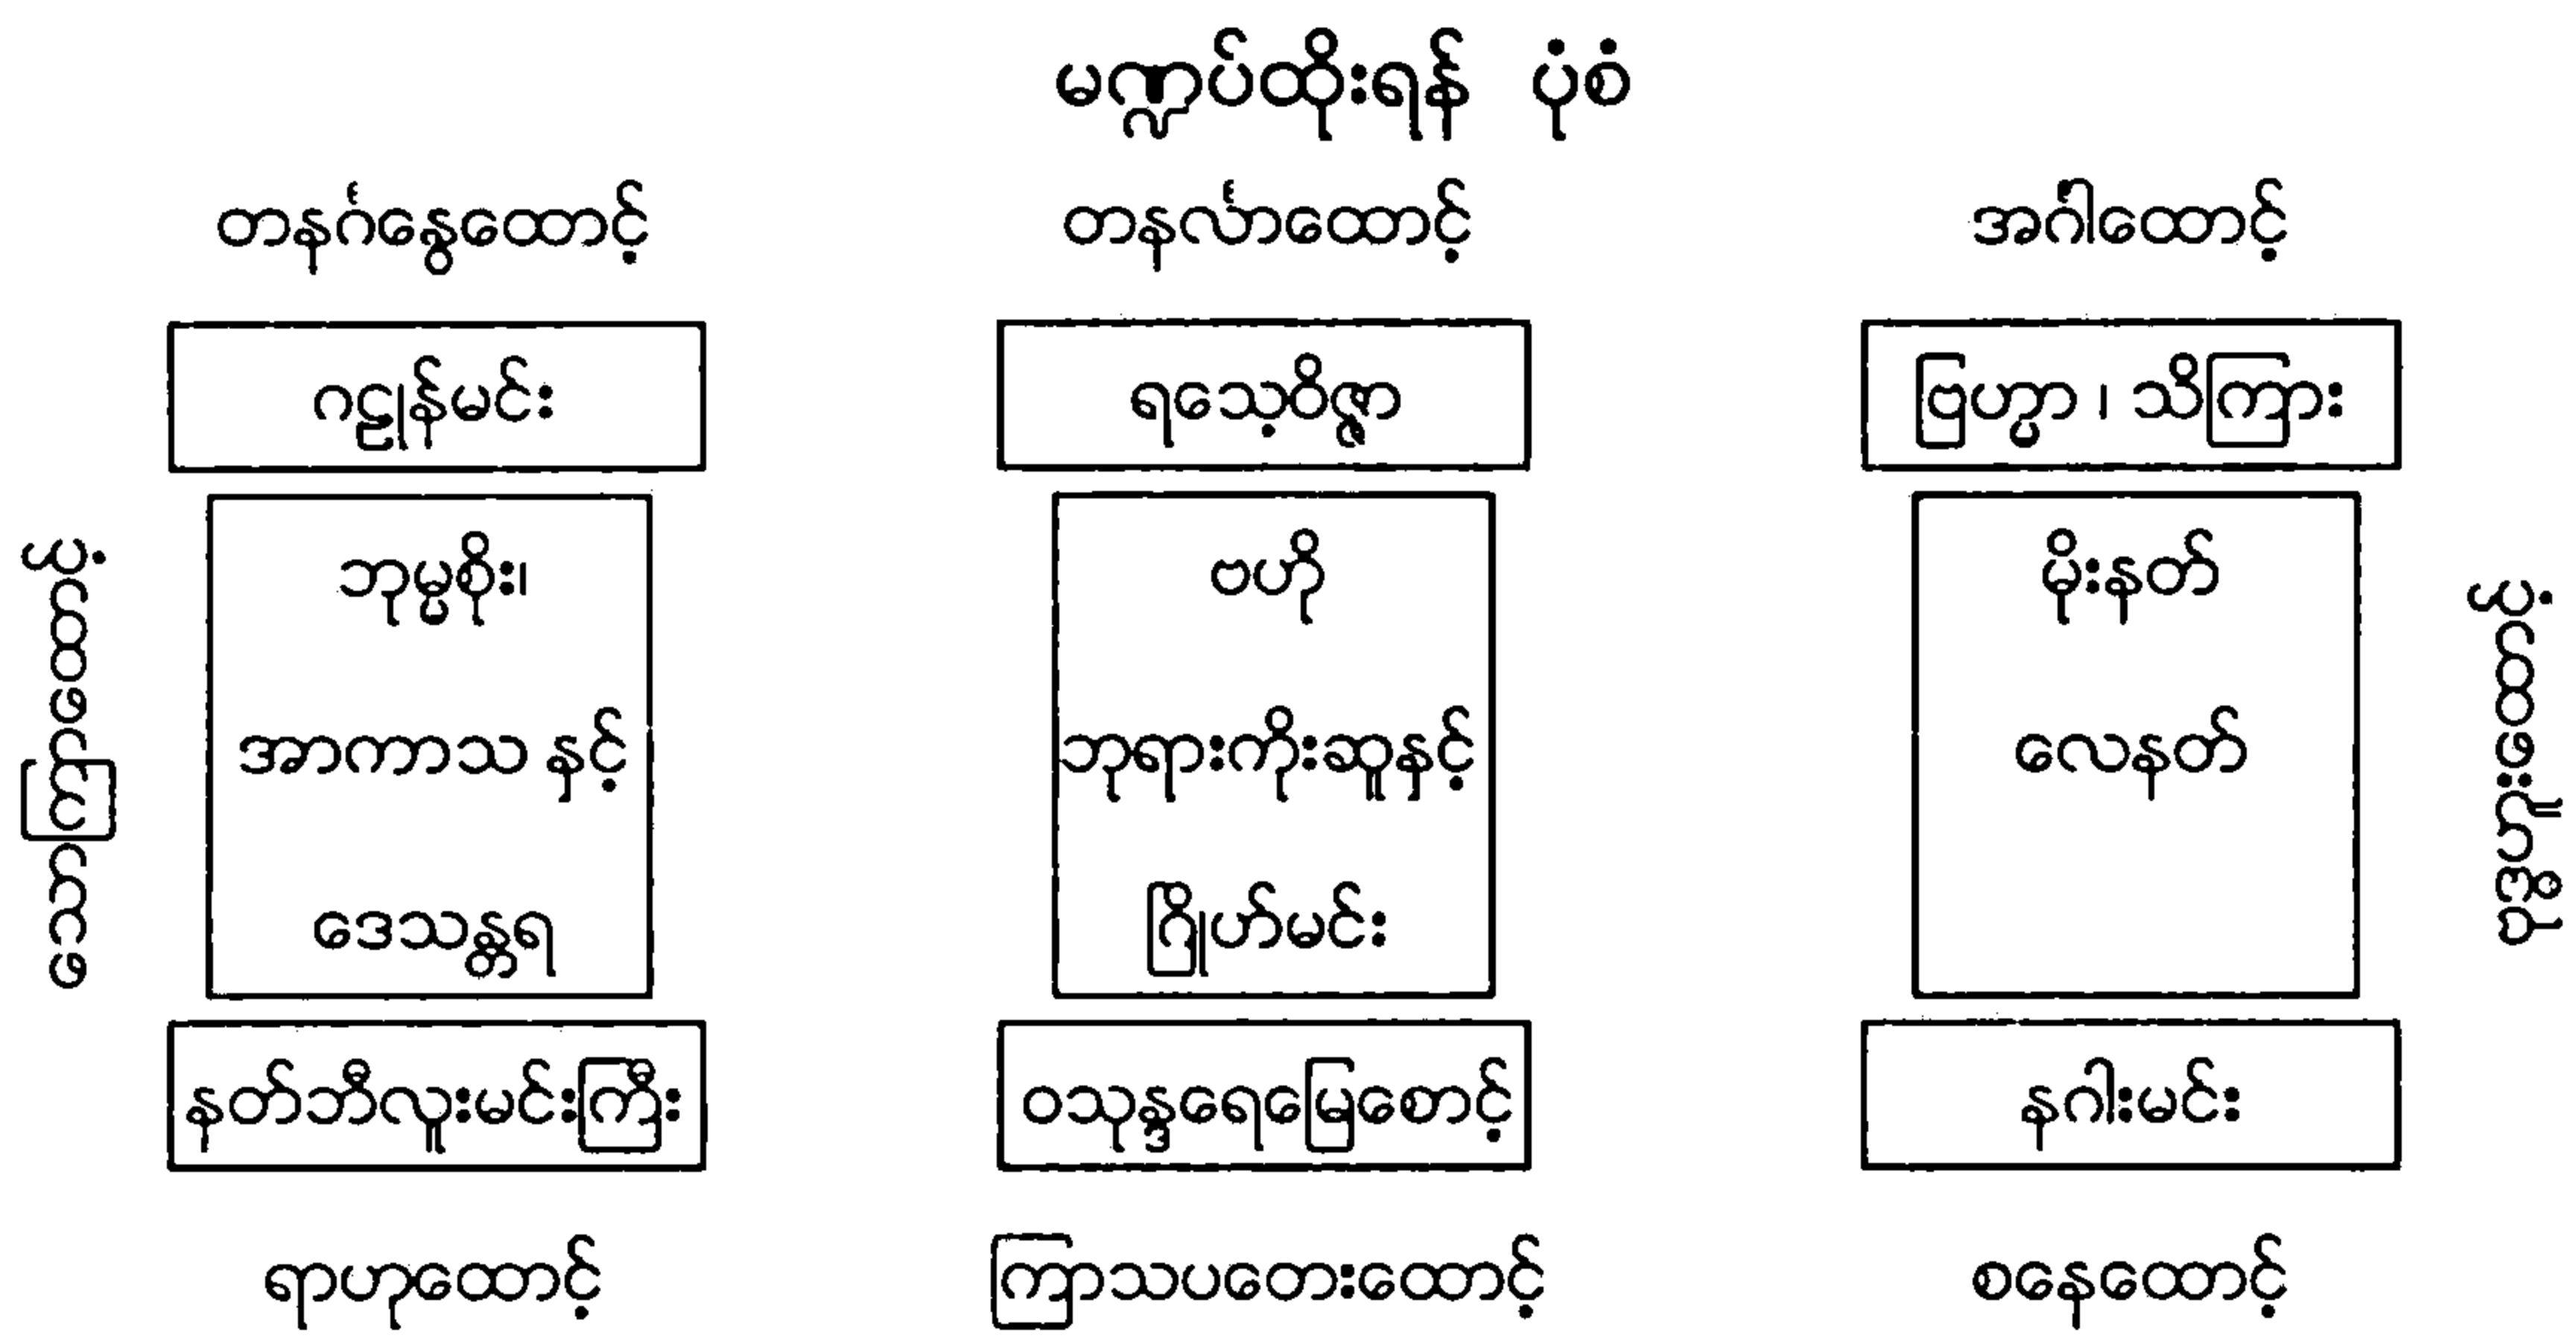 မဏ္ဍပ်ထိုးရန် ပုံစံ
တနင်္ဂနွေထောင့်
တနင်္လာထောင့်
အင်္ဂါထောင့်
ဂဠုန်မင်း
ရသေ့ဝိဇ္ဇာ
ဗြဟ္မာ၊ သိကြား
သောကြာထောင့်
ဘုမ္မစိုး၊
အာကာသ နှင့်
ဒေသန္တရ
ဗဟို
ဘုရားကိုးဆူနှင့်
ဂြိုဟ်မင်း
မိုးနတ်
လေနတ်
ဗုဒ္ဓဟူးထောင့်
နတ်ဘီလူးမင်းကြီး
ဝသုန္ဒရေမြေစောင့်
နဂါးမင်း
ရာဟုထောင့်
ကြာသပတေးထောင့်
စနေထောင့်